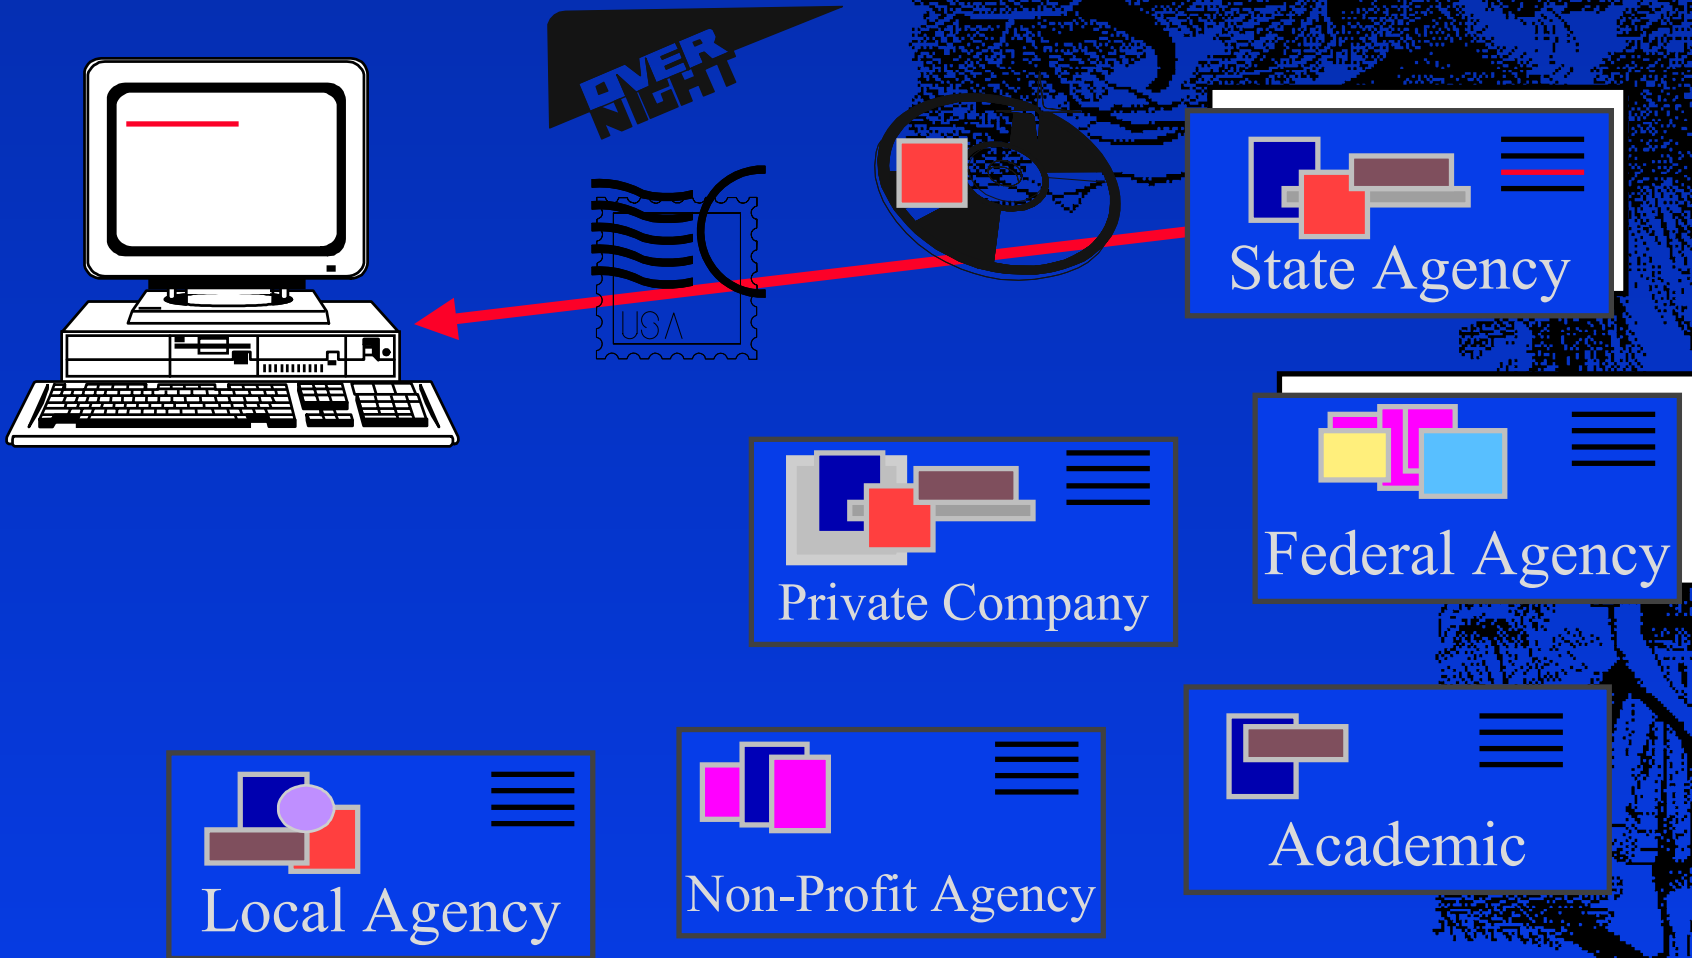 OVER
NIGHT
USA
State Agency
Federal Agency
Private Company
Academic
Non-Profit Agency
Local Agency